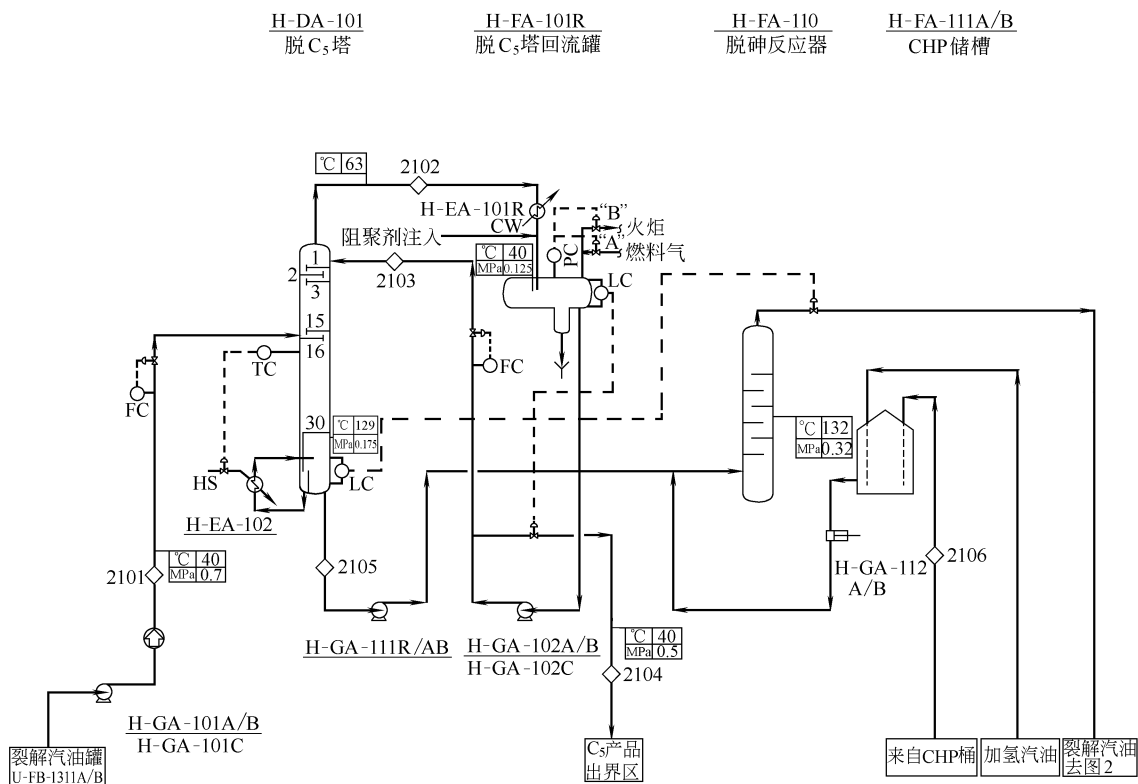 H-DA-101
脱C₅塔
H-FA-101R
脱C₅塔回流罐
H-FA-110
脱砷反应器
H-FA-111A/B
CHP储槽
℃ 63
2102
H-EA-101R
CW
阻聚剂注入
"B"
火炬
"A"
燃料气
PC
℃ 40
MPa 0.125
LC
1
2
3
15
16
30
2103
TC
FC
FC
℃ 129
MPa 0.175
LC
HS
H-EA-102
℃ 132
MPa 0.32
2101
℃ 40
MPa 0.7
2105
2106
H-GA-112
A/B
H-GA-111R/AB
H-GA-102A/B
H-GA-102C
℃ 40
MPa 0.5
2104
H-GA-101A/B
H-GA-101C
裂解汽油罐
U-FB-1311A/B
C₅产品
出界区
来自CHP桶
加氢汽油
裂解汽油
去图2